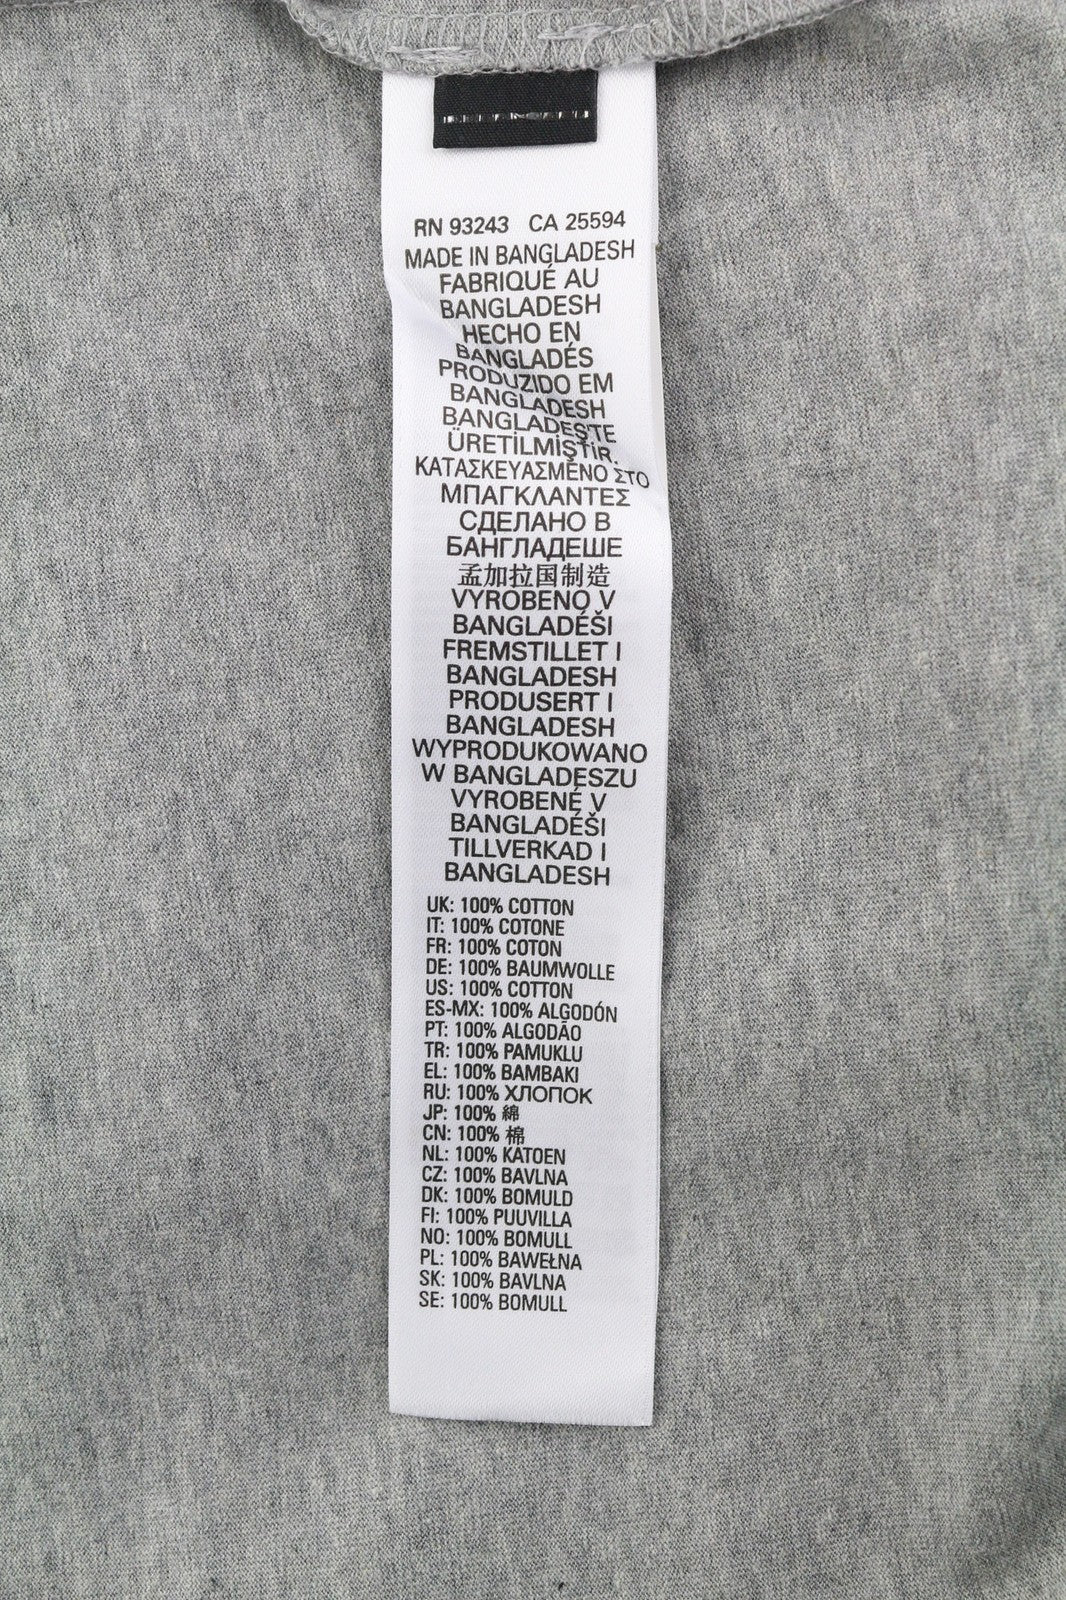 RN 93243 CA 25594
MADE IN BANGLADESH
FABRIQUÉ AU
BANGLADESH
HECHO EN
BANGLADÉS
PRODUZIDO EM
BANGLADESH
BANGLADEŞ'TE
ÜRETİLMİŞTİR.
ΚΑΤΑΣΚΕΥΑΣΜΕΝΟ ΣΤΟ
ΜΠΑΓΚΛΑΝΤΕΣ
СДЕЛАНО В
БАНГЛАДЕШЕ
孟加拉国制造
VYROBENO V
BANGLADÉŠI
FREMSTILLET I
BANGLADESH
PRODUSERT I
BANGLADESH
WYPRODUKOWANO
W BANGLADESZU
VYROBENÉ V
BANGLADÉŠI
TILLVERKAD I
BANGLADESH
UK: 100% COTTON
IT: 100% COTONE
FR: 100% COTON
DE: 100% BAUMWOLLE
US: 100% COTTON
ES-MX: 100% ALGODÓN
PT: 100% ALGODÃO
TR: 100% PAMUKLU
EL: 100% ΒΑΜΒΑΚΙ
RU: 100% ХЛОПОК
JP: 100% 綿
CN: 100% 棉
NL: 100% KATOEN
CZ: 100% BAVLNA
DK: 100% BOMULD
FI: 100% PUUVILLA
NO: 100% BOMULL
PL: 100% BAWEŁNA
SK: 100% BAVLNA
SE: 100% BOMULL